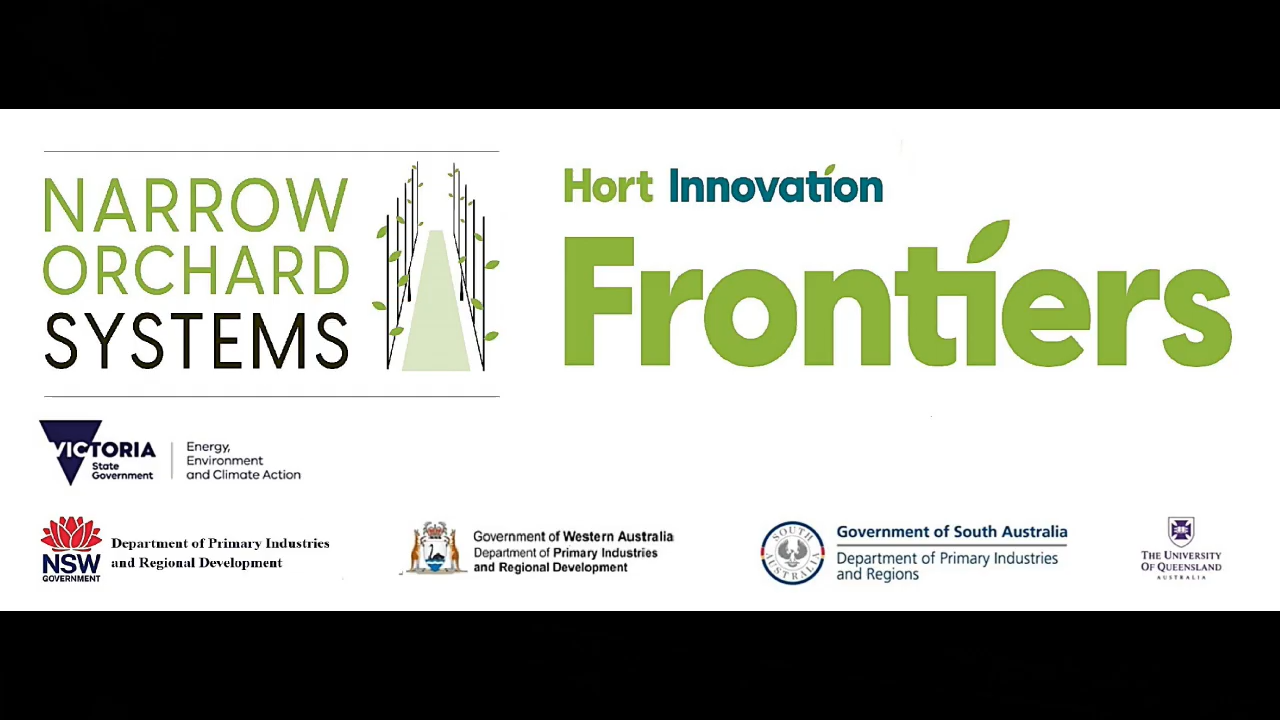 NARROW
ORCHARD
SYSTEMS
Hort Innovation
Frontiers
VICTORIA
State
Government
Energy,
Environment
and Climate Action
NSW
GOVERNMENT
Department of Primary Industries
and Regional Development
Government of Western Australia
Department of Primary Industries
and Regional Development
SOUTH
AUSTRALIA
Government of South Australia
Department of Primary Industries
and Regions
THE UNIVERSITY
OF QUEENSLAND
AUSTRALIA